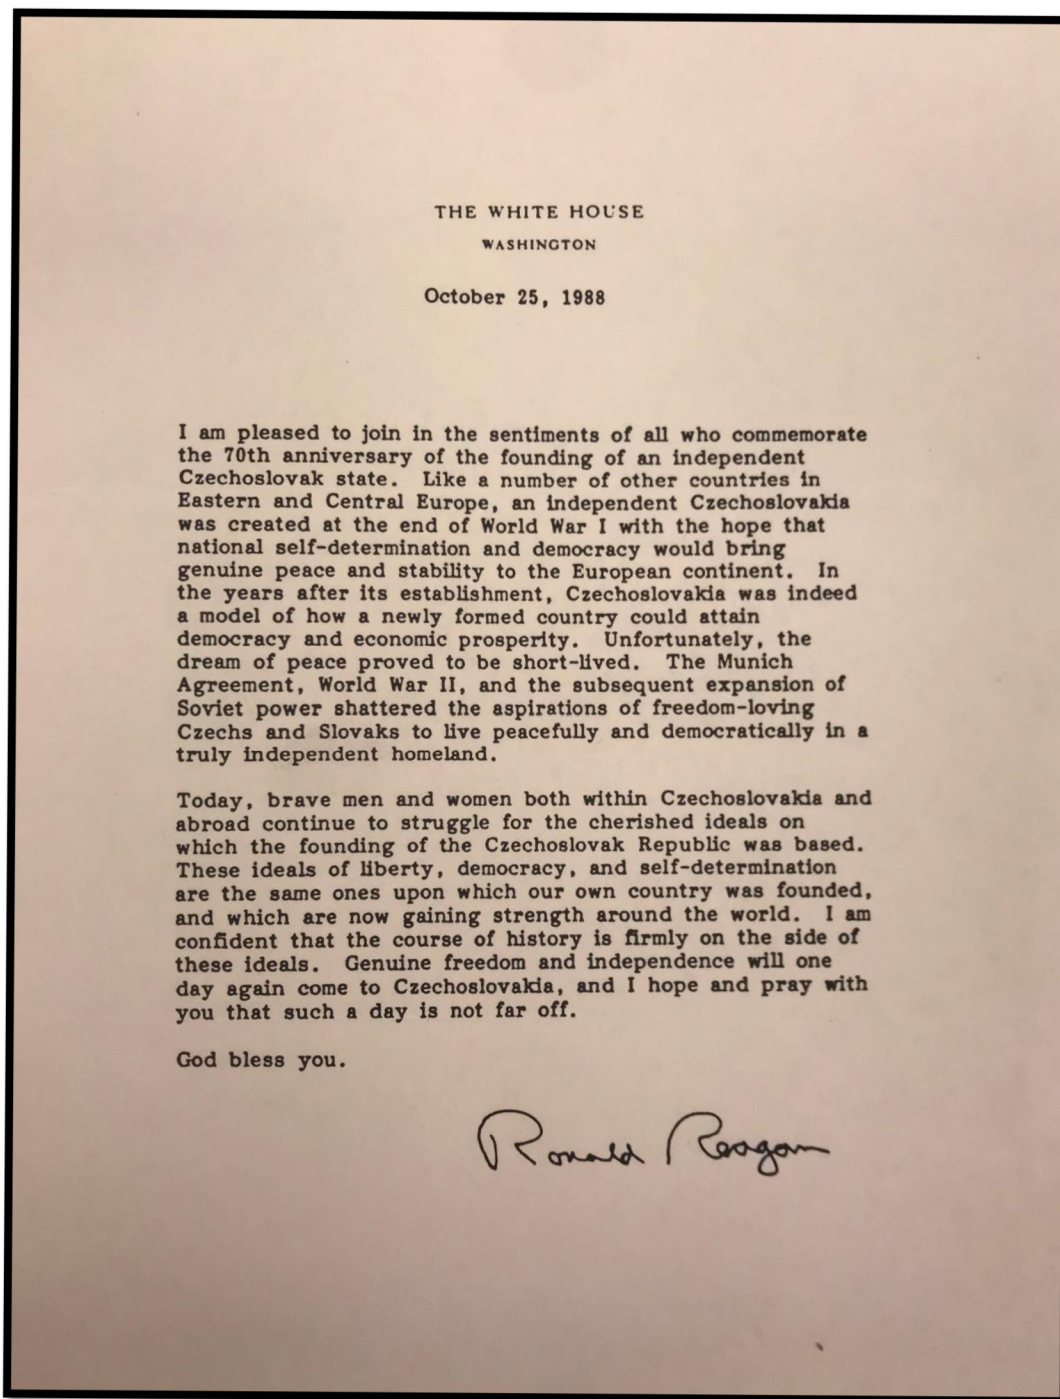 THE WHITE HOUSE
WASHINGTON
October 25, 1988
I am pleased to join in the sentiments of all who commemorate
the 70th anniversary of the founding of an independent
Czechoslovak state. Like a number of other countries in
Eastern and Central Europe, an independent Czechoslovakia
was created at the end of World War I with the hope that
national self-determination and democracy would bring
genuine peace and stability to the European continent. In
the years after its establishment, Czechoslovakia was indeed
a model of how a newly formed country could attain
democracy and economic prosperity. Unfortunately, the
dream of peace proved to be short-lived. The Munich
Agreement, World War II, and the subsequent expansion of
Soviet power shattered the aspirations of freedom-loving
Czechs and Slovaks to live peacefully and democratically in a
truly independent homeland.
Today, brave men and women both within Czechoslovakia and
abroad continue to struggle for the cherished ideals on
which the founding of the Czechoslovak Republic was based.
These ideals of liberty, democracy, and self-determination
are the same ones upon which our own country was founded,
and which are now gaining strength around the world. I am
confident that the course of history is firmly on the side of
these ideals. Genuine freedom and independence will one
day again come to Czechoslovakia, and I hope and pray with
you that such a day is not far off.
God bless you.
Ronald Reagan